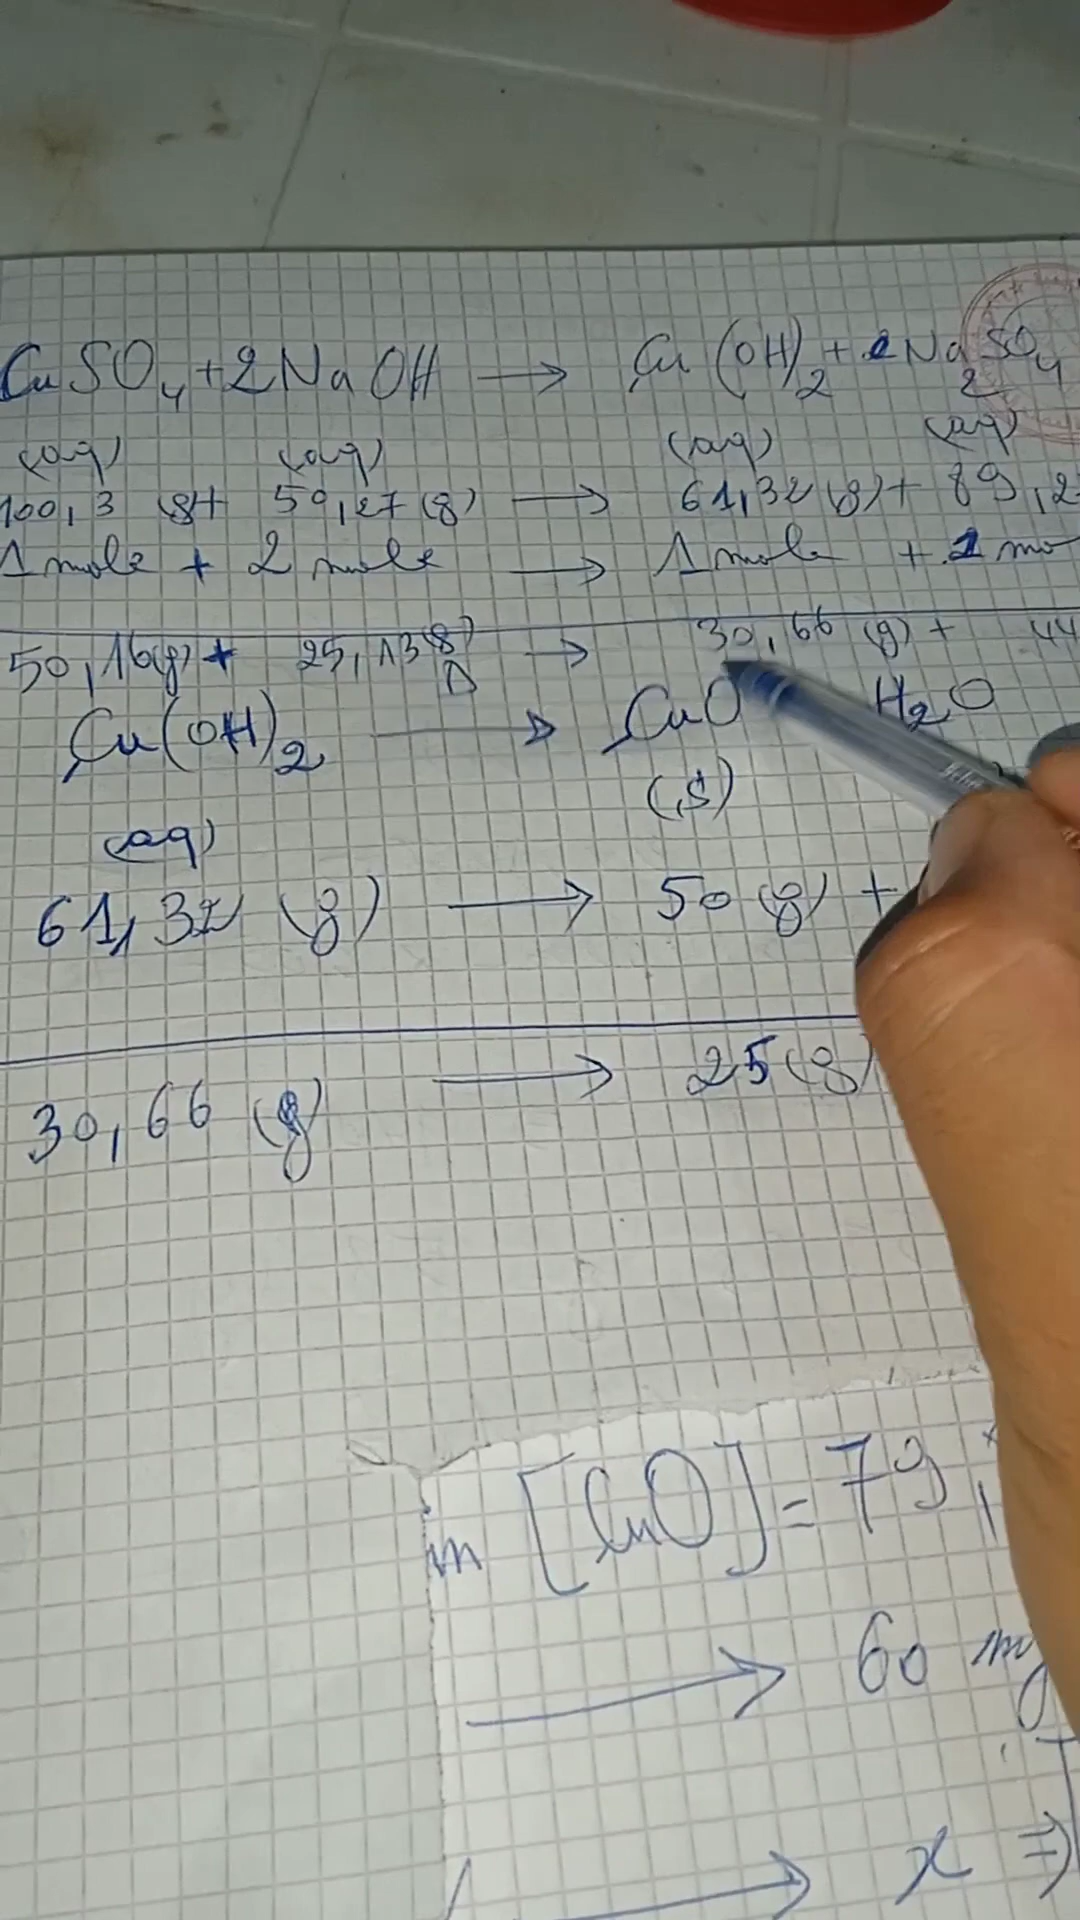 CuSO4 + 2NaOH → Cu(OH)2 + Na2SO4
(aq) (aq) (aq) (aq)
100,3 (g) + 50,27 (g) → 61,32 (g) + 89,2
1 mole + 2 mole → 1 mole + 1 mo
50,16(g) + 25,13(g) → 30,66 (g) + 44
Cu(OH)2 Δ → CuO H2O
(aq) (s)
61,32 (g) → 50 (g) +
30,66 (g) → 25 (g)
m [CuO] = 79,
→ 60 mg
→ x ⇒